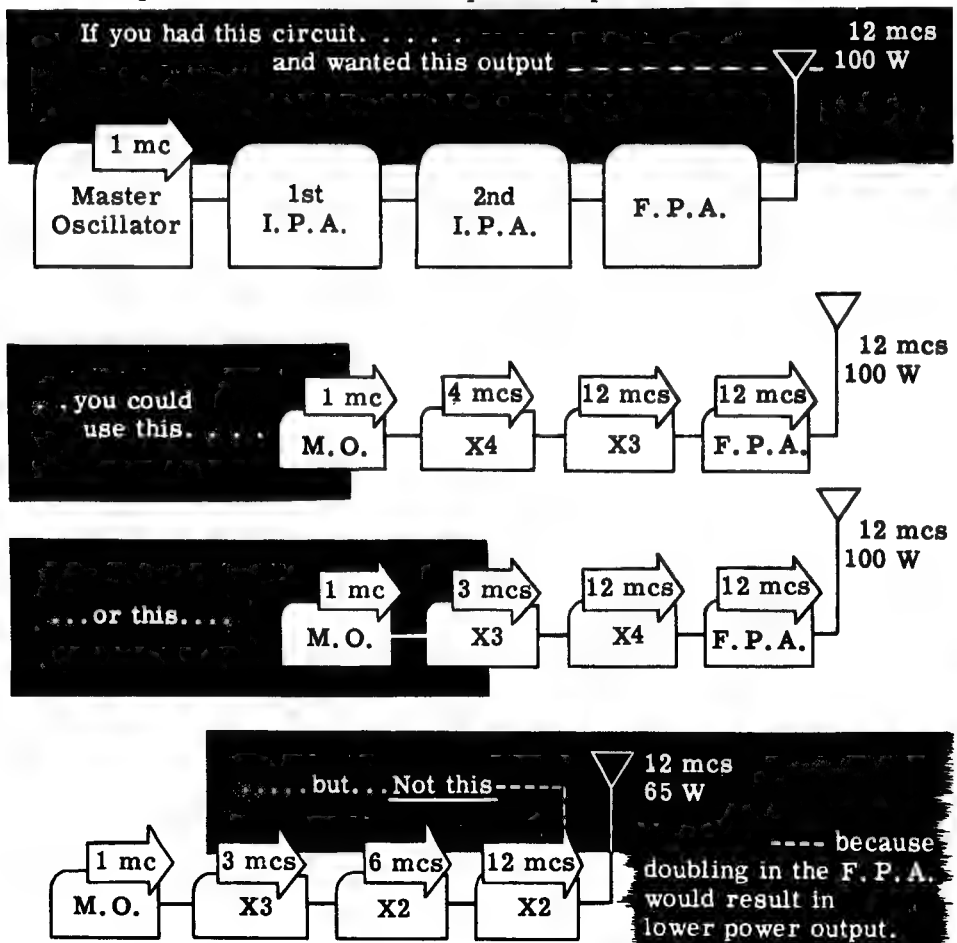 If you had this circuit. . . . .
and wanted this output
12 mcs
100 W
1 mc
Master
Oscillator
1st
I. P. A.
2nd
I. P. A.
F. P. A.
. .you could
use this. . . .
1 mc
4 mcs
12 mcs
12 mcs
12 mcs
100 W
M. O.
X4
X3
F. P. A.
...or this....
1 mc
3 mcs
12 mcs
12 mcs
12 mcs
100 W
M. O.
X3
X4
F. P. A.
.....but...Not this-----
12 mcs
65 W
1 mc
3 mcs
6 mcs
12 mcs
M. O.
X3
X2
X2
---- because
doubling in the F. P. A.
would result in
lower power output.